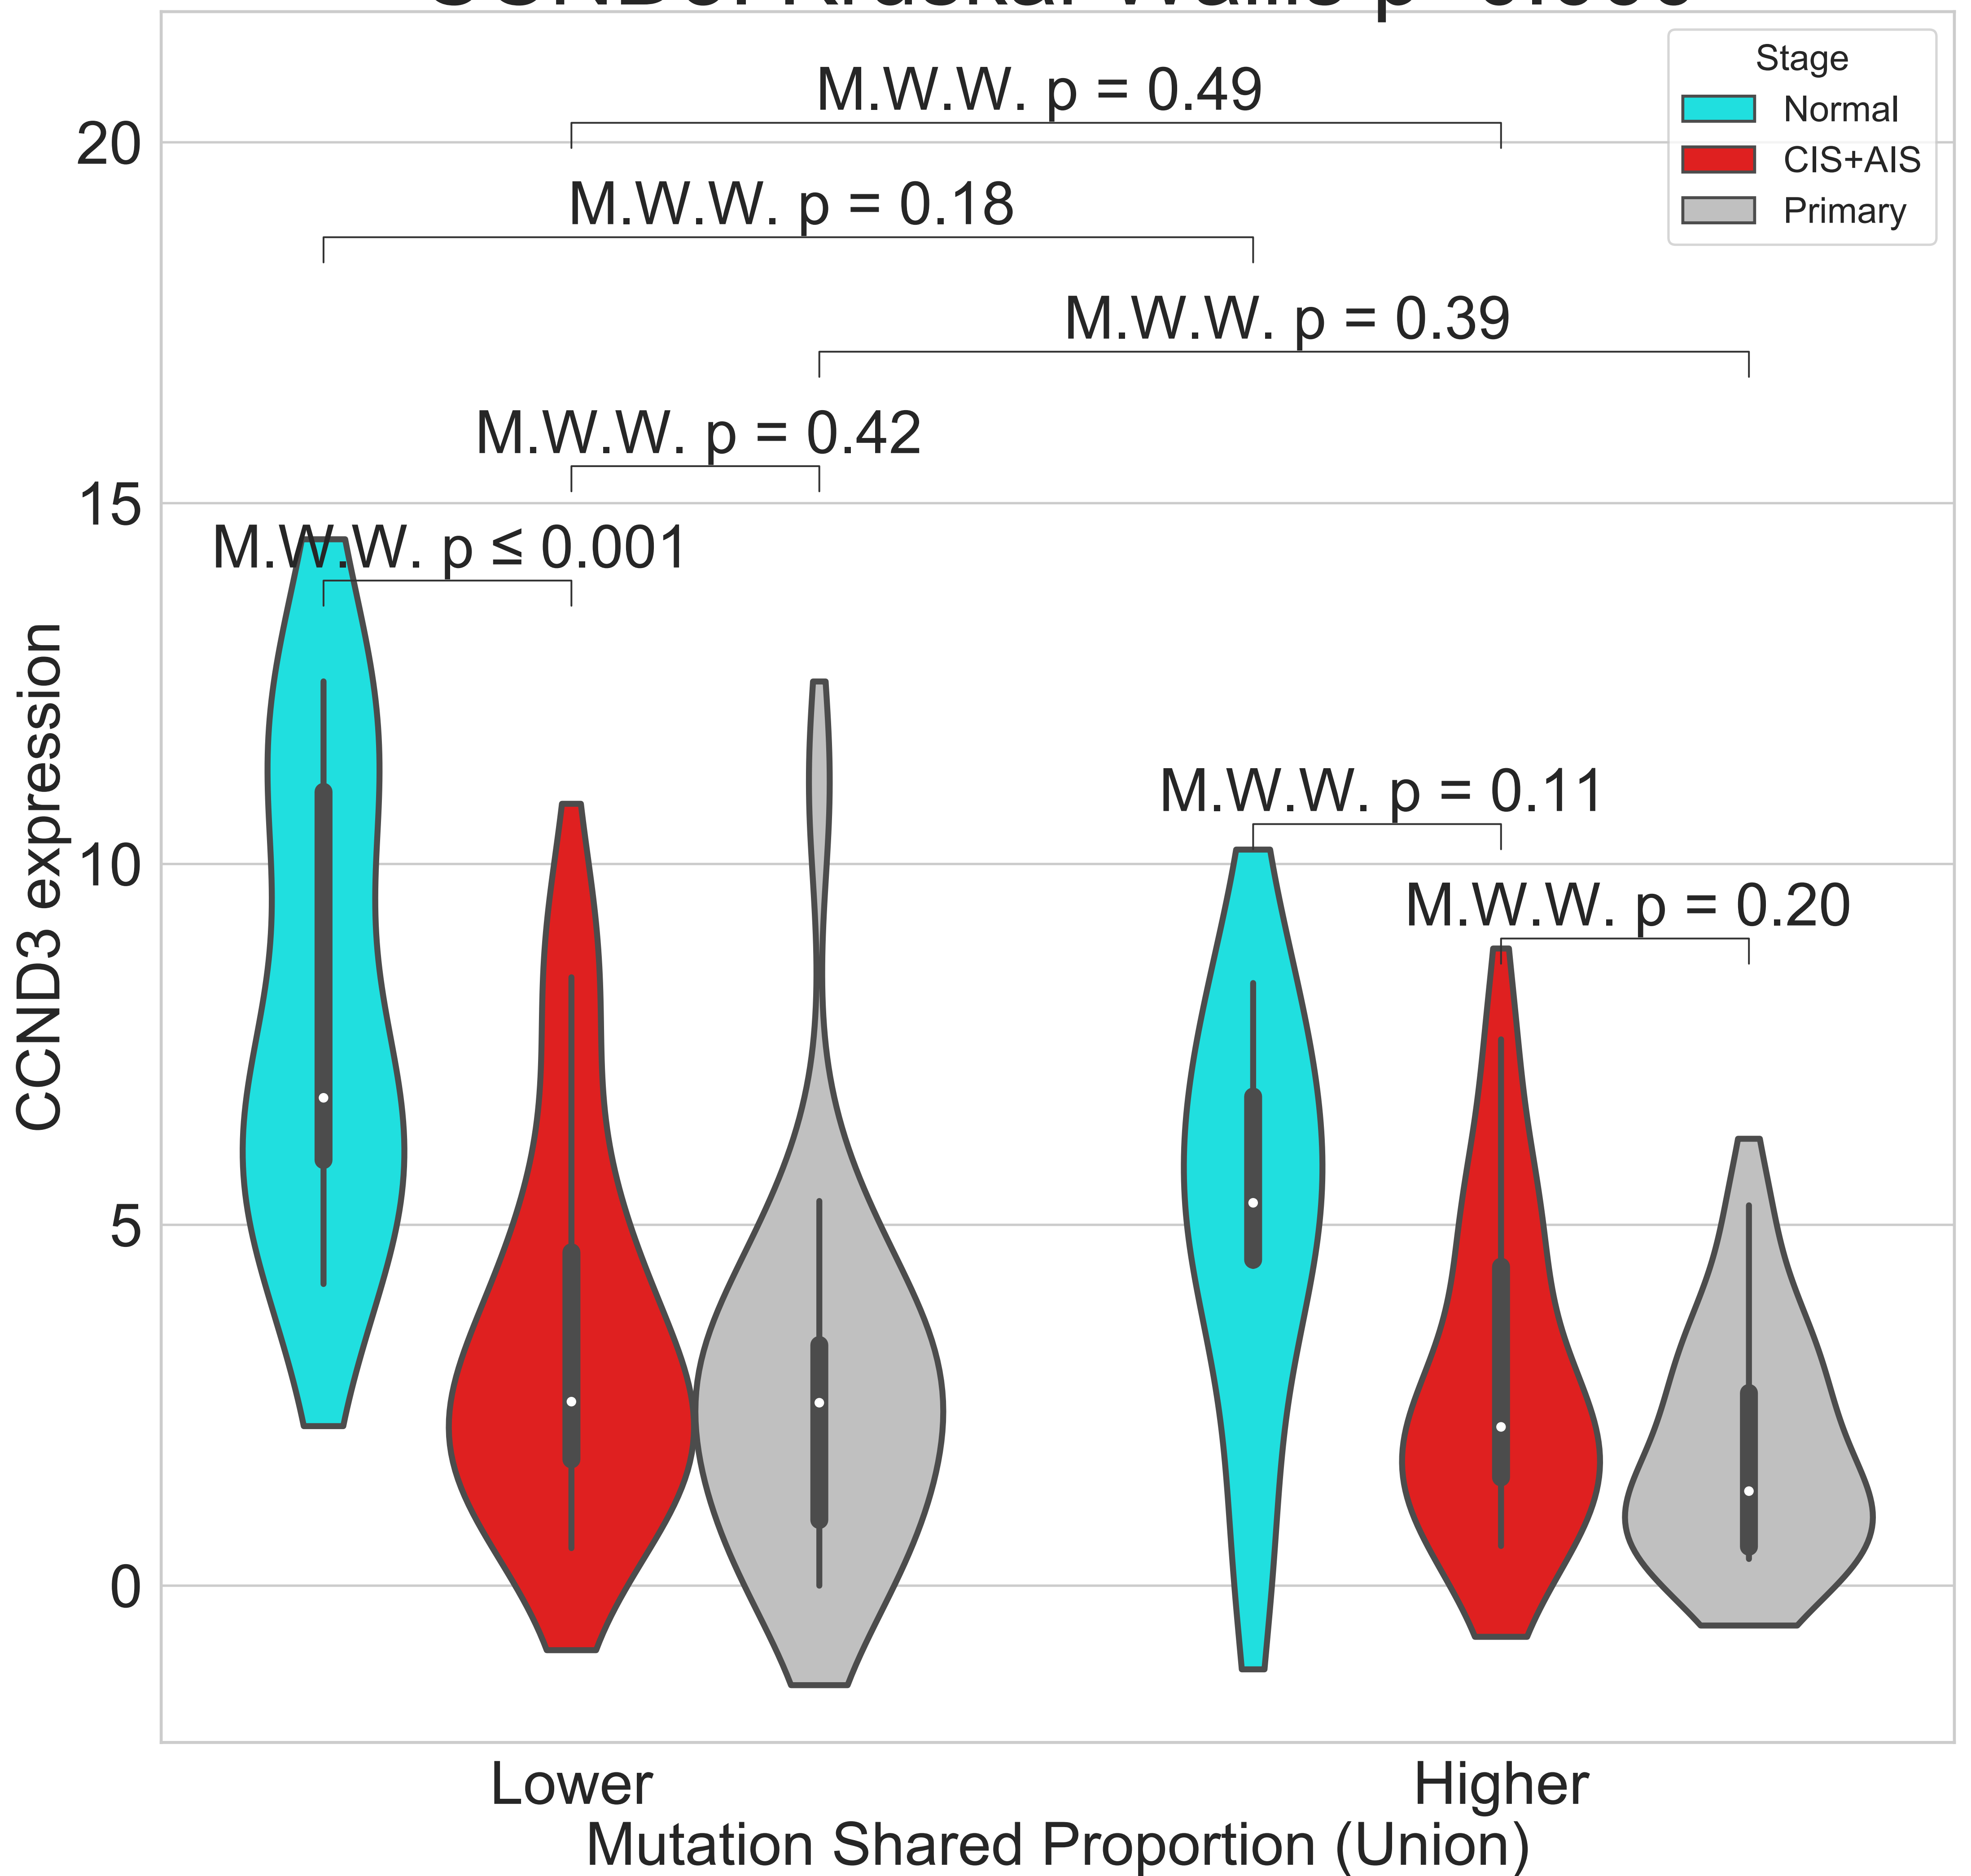 Stage
Normal
CIS+AIS
Primary
M.W.W. p = 0.49
M.W.W. p = 0.18
M.W.W. p = 0.39
M.W.W. p = 0.42
M.W.W. p ≤ 0.001
M.W.W. p = 0.11
M.W.W. p = 0.20
20
15
10
5
0
CCND3 expression
Lower
Higher
Mutation Shared Proportion (Union)